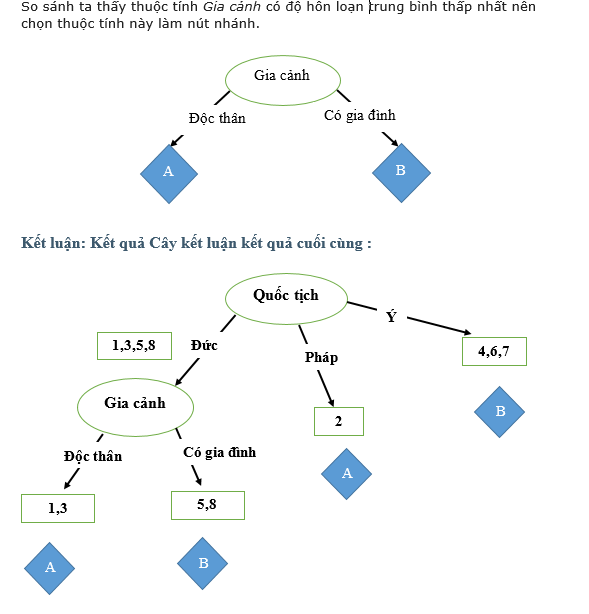 So sánh ta thấy thuộc tính Gia cảnh có độ hỗn loạn trung bình thấp nhất nên
chọn thuộc tính này làm nút nhánh.
Gia cảnh
Độc thân
Có gia đình
A
B
Kết luận: Kết quả Cây kết luận kết quả cuối cùng :
Quốc tịch
Ý
1,3,5,8
Đức
Pháp
4,6,7
Gia cảnh
2
B
Độc thân
Có gia đình
A
1,3
5,8
A
B